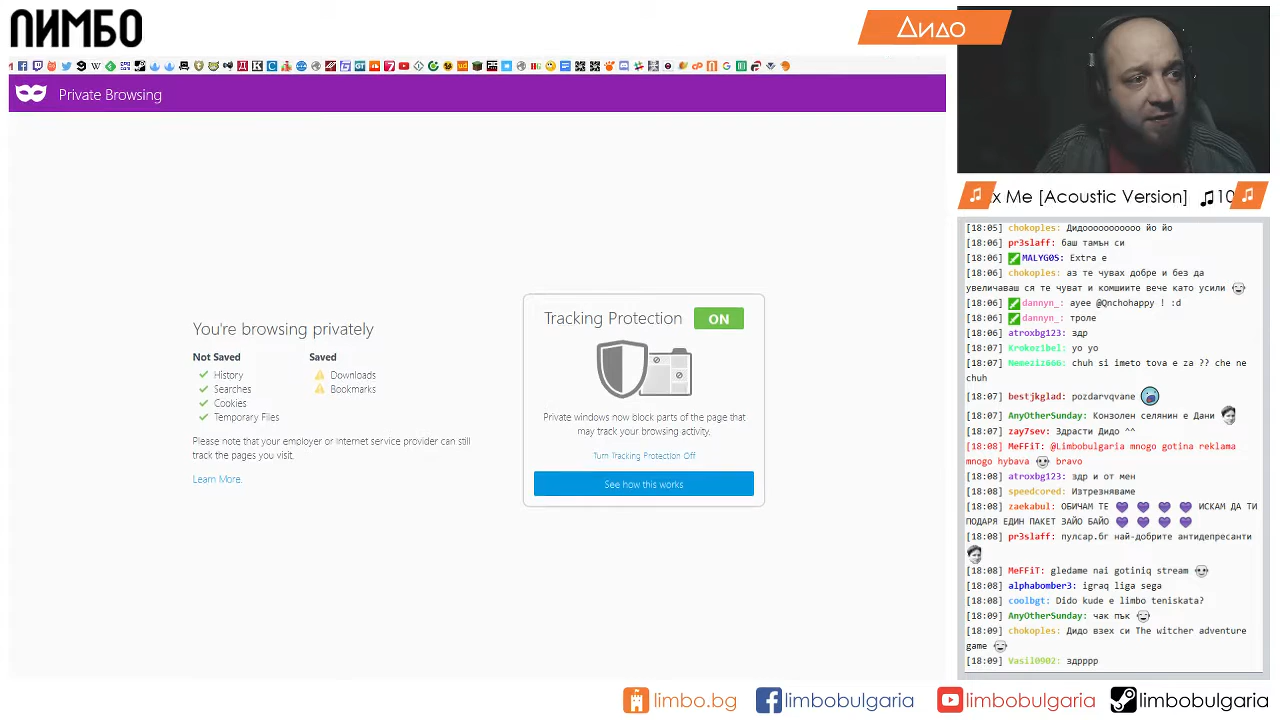 ЛИМБО
Дидо
Private Browsing
x Me [Acoustic Version] ♫10
You're browsing privately
Not Saved
Saved
History
Downloads
Searches
Bookmarks
Cookies
Temporary Files
Please note that your employer or Internet service provider can still
track the pages you visit.
Learn More.
Tracking Protection ON
Private windows now block parts of the page that
may track your browsing activity.
Turn Tracking Protection Off
See how this works
[18:05] chokoples: Дидооооооооооо йо йо
[18:06] pr3slaff: баш тамън си
[18:06] MALYG05: Extra е
[18:06] chokoples: аз те чувах добре и без да
увеличаваш ся те чуват и комшиите вече като усили
[18:06] dannyn_: ayee @Qnchohappy ! :d
[18:06] dannyn_: троле
[18:06] atroxbg123: здр
[18:07] Krokez1bel: yo yo
[18:07] Nemeziz666: chuh si imeto tova e za ?? che ne
chuh
[18:07] bestjkglad: pozdarvqvane
[18:07] AnyOtherSunday: Конзолен селянин е Дани
[18:07] zay7sev: Здрасти Дидо ^^
[18:08] MeFFiT: @Limbobulgaria mnogo gotina reklama
mnogo hybava bravo
[18:08] atroxbg123: здр и от мен
[18:08] speedcored: Изтрезняваме
[18:08] zaekabul: ОБИЧАМ ТЕ ИСКАМ ДА ТИ
ПОДАРЯ ЕДИН ПАКЕТ ЗАЙО БАЙО
[18:08] pr3slaff: пулсар.бг най-добрите антидепресанти
[18:08] MeFFiT: gledame nai gotiniq stream
[18:08] alphabomber3: igraq liga sega
[18:08] coolbgt: Dido kude e limbo teniskata?
[18:09] AnyOtherSunday: чак пък
[18:09] chokoples: Дидо взех си The witcher adventure
game
[18:09] Vasil0902: здрррр
limbo.bg limbobulgaria limbobulgaria limbobulgaria